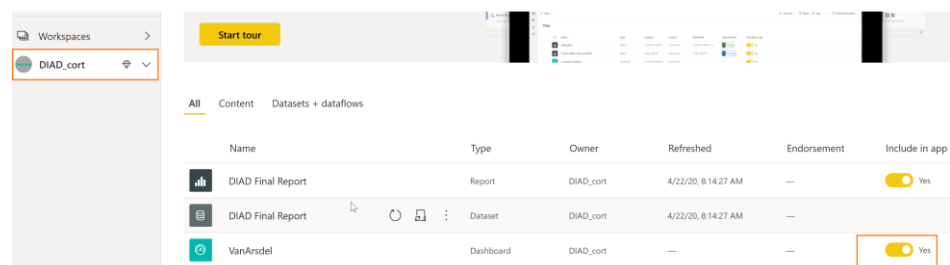 Workspaces
DIAD_cort
Start tour
All Content Datasets + dataflows
Name Type Owner Refreshed Endorsement Include in app
DIAD Final Report Report DIAD_cort 4/22/20, 8:14:27 AM — Yes
DIAD Final Report Dataset DIAD_cort 4/22/20, 8:14:27 AM —
VanArsdel Dashboard DIAD_cort — — Yes